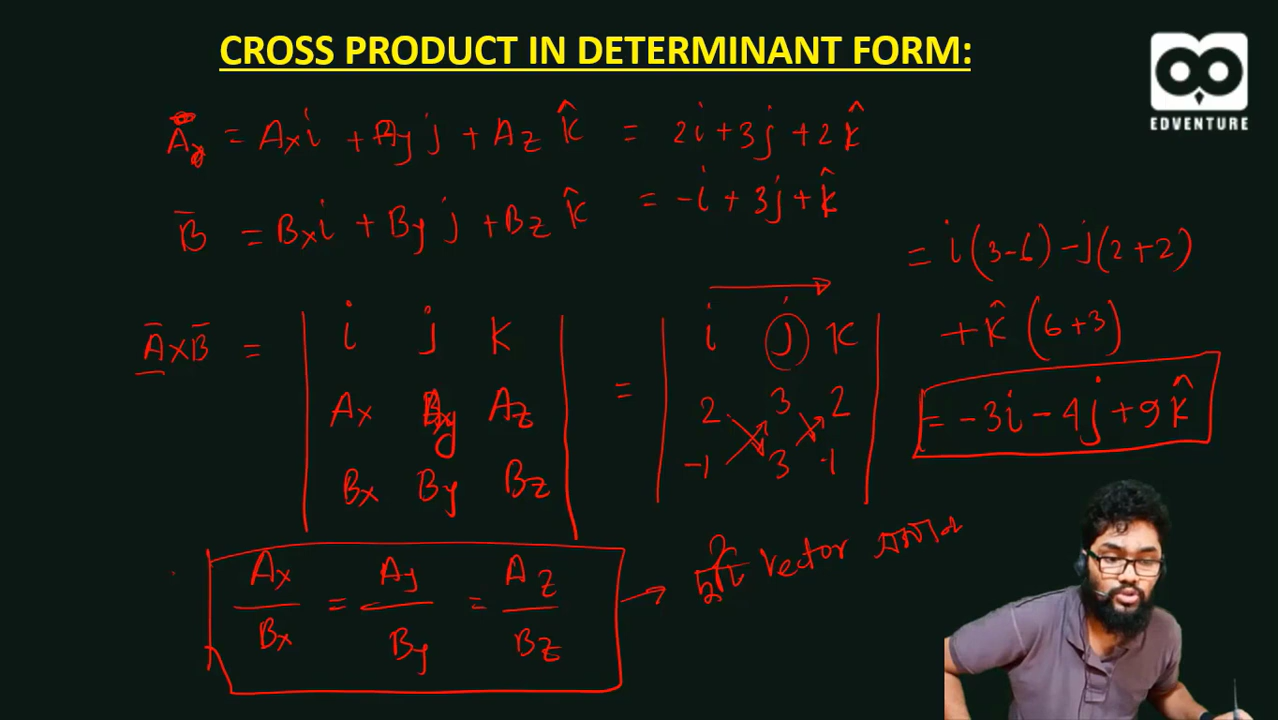 CROSS PRODUCT IN DETERMINANT FORM:
EDVENTURE
= Axi + Ayj + Azk̂ = 2i + 3j + 2k̂
B̄ = Bxi + Byj + Bzk̂ = -i + 3j + k̂
= i(3-6) - j(2+2)
+ k̂ (6+3)
= -3i - 4j + 9k̂
Ā×B̄ = | i j k | = | i j k |
| Ax Ay Az | | 2 3 2 |
| Bx By Bz | | -1 3 -1 |
Ax/Bx = Ay/By = Az/Bz → vector